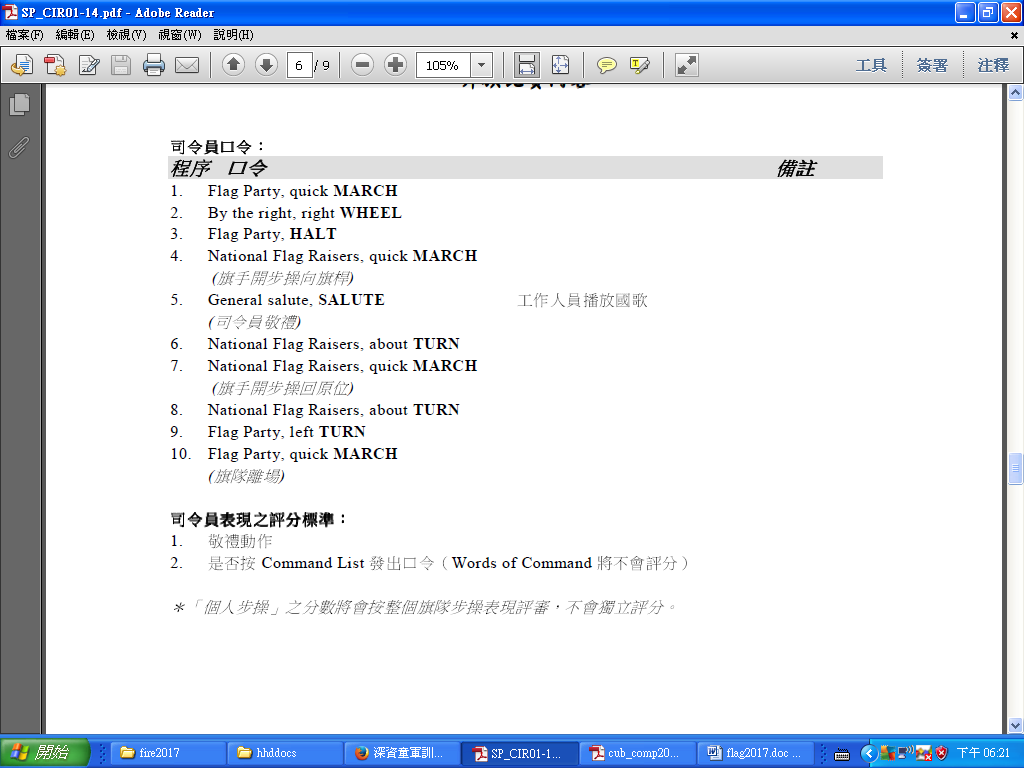 SP_CIR01-14.pdf - Adobe Reader
檔案(F) 編輯(E) 檢視(V) 視窗(W) 說明(H)
6 / 9 105% 工具 簽署 注釋
司令員口令：
程序 口令 備註
1. Flag Party, quick MARCH
2. By the right, right WHEEL
3. Flag Party, HALT
4. National Flag Raisers, quick MARCH
(旗手開步操向旗桿)
5. General salute, SALUTE 工作人員播放國歌
(司令員敬禮)
6. National Flag Raisers, about TURN
7. National Flag Raisers, quick MARCH
(旗手開步操回原位)
8. National Flag Raisers, about TURN
9. Flag Party, left TURN
10. Flag Party, quick MARCH
(旗隊離場)
司令員表現之評分標準：
1. 敬禮動作
2. 是否按 Command List 發出口令（Words of Command 將不會評分）
＊「個人步操」之分數將會按整個旗隊步操表現評審，不會獨立評分。
開始 fire2017 hhddocs 深資童軍訓... SP_CIR01-1... cub_comp20... flag2017.doc ... 下午 06:21